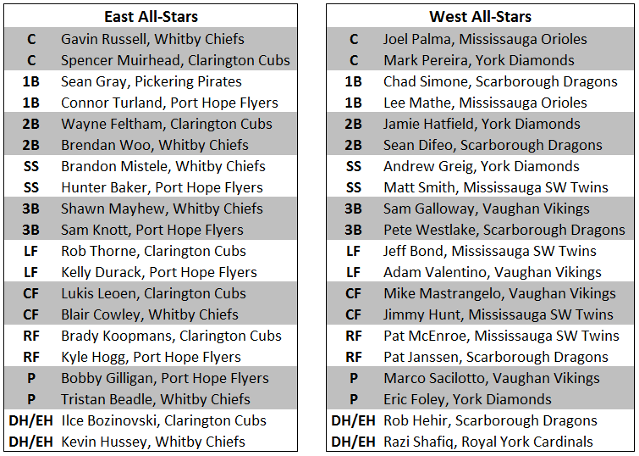 East All-Stars
C Gavin Russell, Whitby Chiefs
C Spencer Muirhead, Clarington Cubs
1B Sean Gray, Pickering Pirates
1B Connor Turland, Port Hope Flyers
2B Wayne Feltham, Clarington Cubs
2B Brendan Woo, Whitby Chiefs
SS Brandon Mistele, Whitby Chiefs
SS Hunter Baker, Port Hope Flyers
3B Shawn Mayhew, Whitby Chiefs
3B Sam Knott, Port Hope Flyers
LF Rob Thorne, Clarington Cubs
LF Kelly Durack, Port Hope Flyers
CF Lukis Leoen, Clarington Cubs
CF Blair Cowley, Whitby Chiefs
RF Brady Koopmans, Clarington Cubs
RF Kyle Hogg, Port Hope Flyers
P Bobby Gilligan, Port Hope Flyers
P Tristan Beadle, Whitby Chiefs
DH/EH Ilce Bozinovski, Clarington Cubs
DH/EH Kevin Hussey, Whitby Chiefs
West All-Stars
C Joel Palma, Mississauga Orioles
C Mark Pereira, York Diamonds
1B Chad Simone, Scarborough Dragons
1B Lee Mathe, Mississauga Orioles
2B Jamie Hatfield, York Diamonds
2B Sean Difeo, Scarborough Dragons
SS Andrew Greig, York Diamonds
SS Matt Smith, Mississauga SW Twins
3B Sam Galloway, Vaughan Vikings
3B Pete Westlake, Scarborough Dragons
LF Jeff Bond, Mississauga SW Twins
LF Adam Valentino, Vaughan Vikings
CF Mike Mastrangelo, Vaughan Vikings
CF Jimmy Hunt, Mississauga SW Twins
RF Pat McEnroe, Mississauga SW Twins
RF Pat Janssen, Scarborough Dragons
P Marco Sacilotto, Vaughan Vikings
P Eric Foley, York Diamonds
DH/EH Rob Hehir, Scarborough Dragons
DH/EH Razi Shafiq, Royal York Cardinals